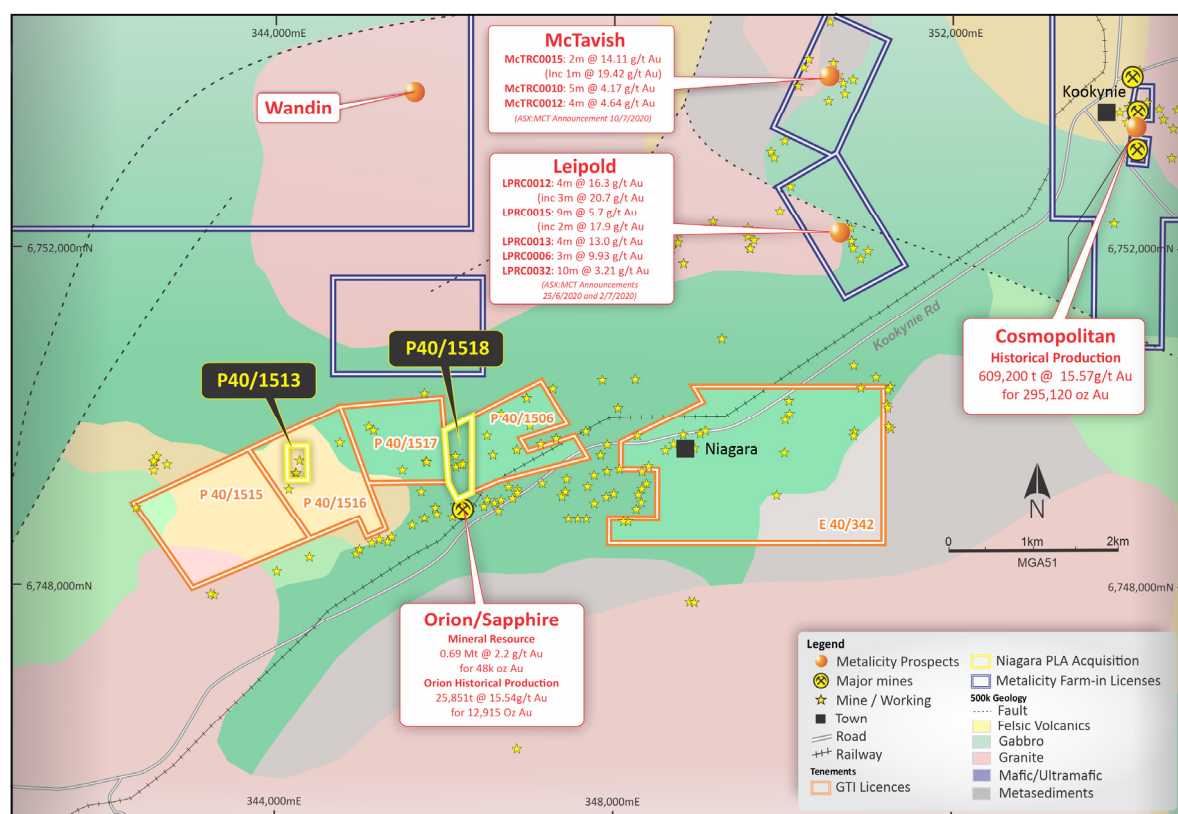 344,000mE
352,000mE
McTavish
McTRC0015: 2m @ 14.11 g/t Au
(Inc 1m @ 19.42 g/t Au)
McTRC0010: 5m @ 4.17 g/t Au
McTRC0012: 4m @ 4.64 g/t Au
(ASX:MCT Announcement 10/7/2020)
Wandin
Kookynie
Leipold
LPRC0012: 4m @ 16.3 g/t Au
(inc 3m @ 20.7 g/t Au)
LPRC0015: 9m @ 5.7 g/t Au
(inc 2m @ 17.9 g/t Au)
LPRC0013: 4m @ 13.0 g/t Au
LPRC0006: 3m @ 9.93 g/t Au
LPRC0032: 10m @ 3.21 g/t Au
(ASX:MCT Announcements
25/6/2020 and 2/7/2020)
6,752,000mN
6,752,000mN
Kookynie Rd
Cosmopolitan
Historical Production
609,200 t @ 15.57g/t Au
for 295,120 oz Au
P40/1518
P40/1513
P 40/1506
P 40/1517
Niagara
P 40/1515
P 40/1516
E 40/342
N
0 1km 2km
MGA51
6,748,000mN
6,748,000mN
Orion/Sapphire
Mineral Resource
0.69 Mt @ 2.2 g/t Au
for 48k oz Au
Orion Historical Production
25,851t @ 15.54g/t Au
for 12,915 Oz Au
Legend
Metalicity Prospects
Major mines
Mine / Working
Town
Road
Railway
Tenements
GTI Licences
Niagara PLA Acquisition
Metalicity Farm-in Licenses
500k Geology
Fault
Felsic Volcanics
Gabbro
Granite
Mafic/Ultramafic
Metasediments
344,000mE
348,000mE